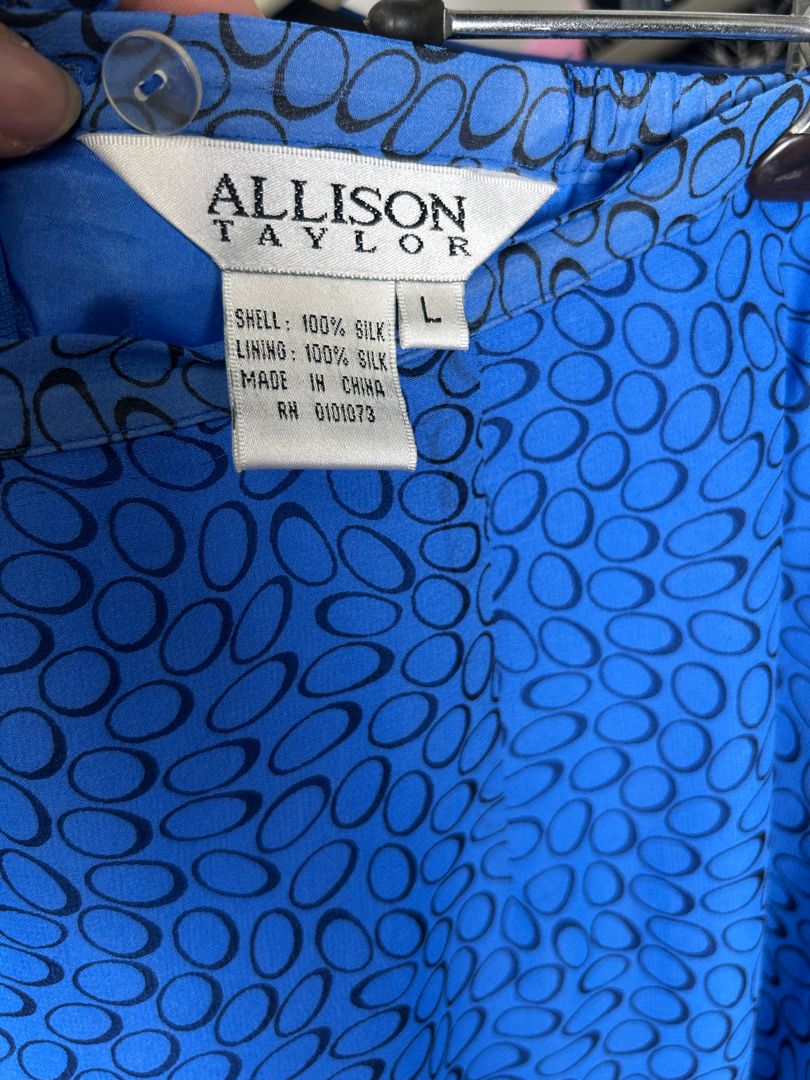 ALLISON
TAYLOR
L
SHELL: 100% SILK
LINING: 100% SILK
MADE IN CHINA
RN 0101073